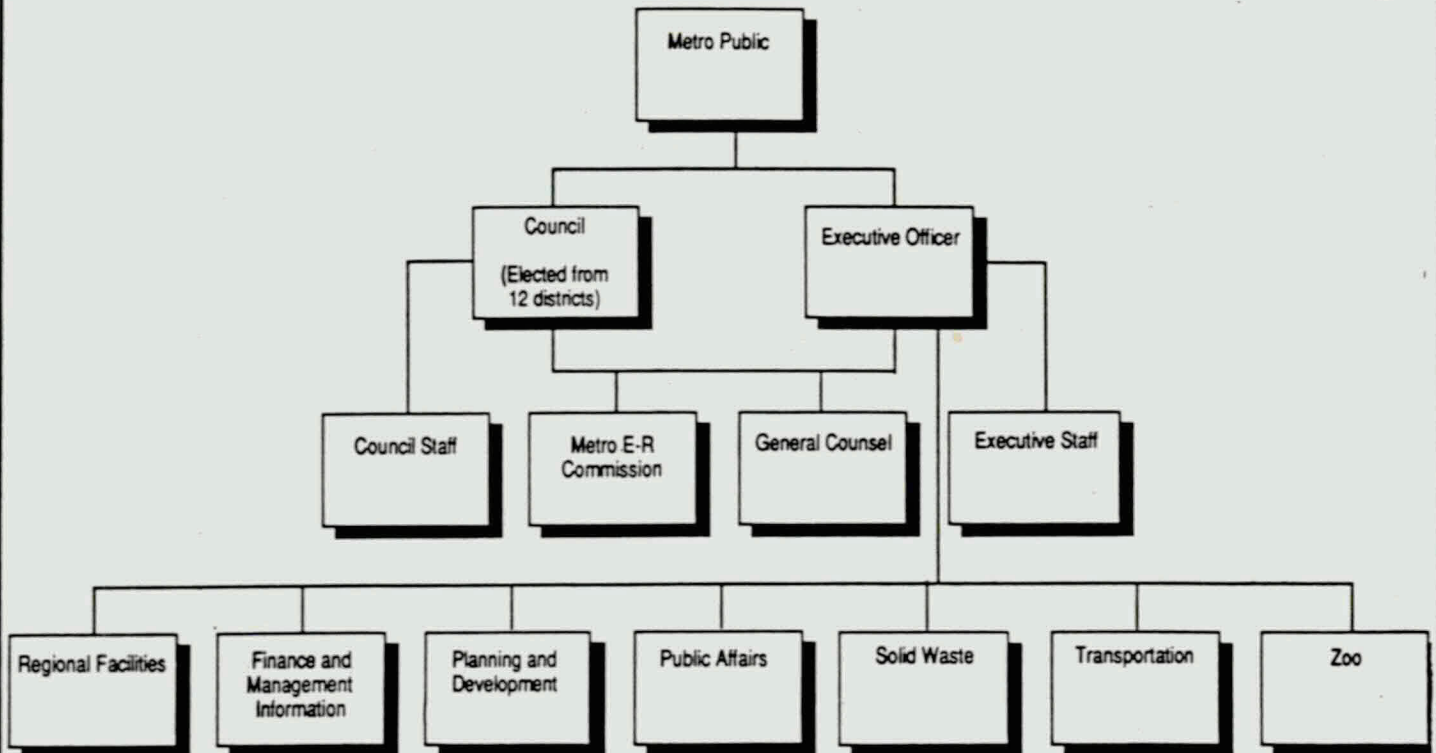 Metro Public
Council
(Elected from
12 districts)
Executive Officer
Council Staff
Metro E-R
Commission
General Counsel
Executive Staff
Regional Facilities
Finance and
Management
Information
Planning and
Development
Public Affairs
Solid Waste
Transportation
Zoo